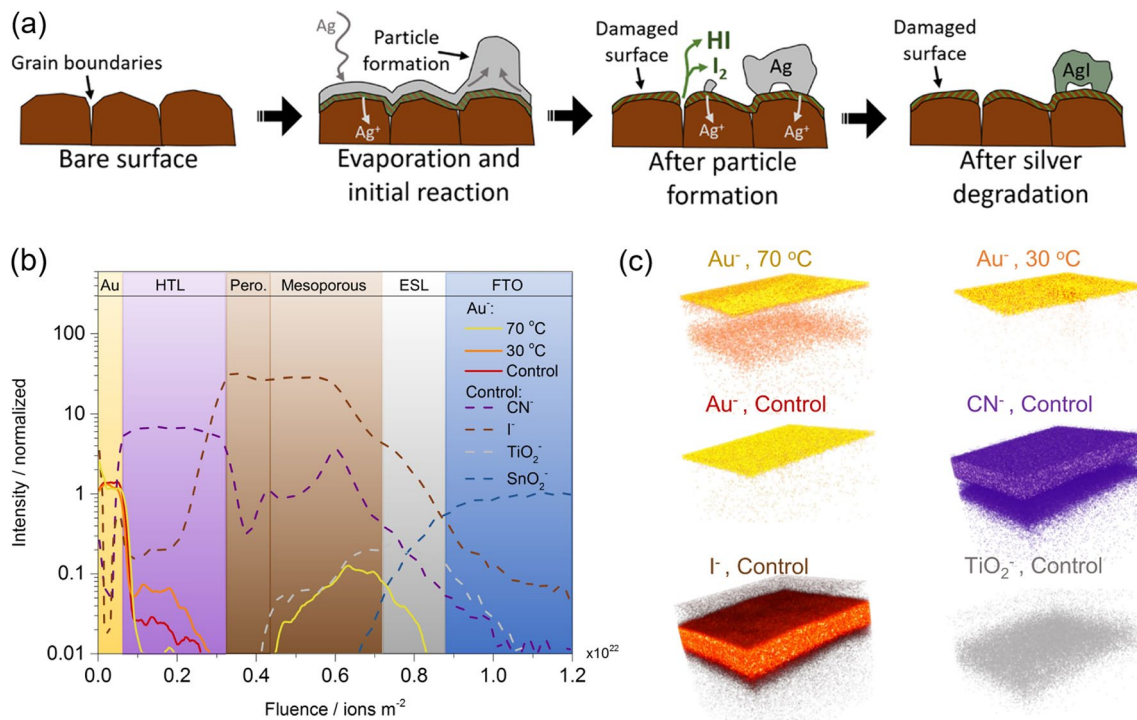 (a)
Grain boundaries
Bare surface
Ag
Particle
formation
Ag⁺
Evaporation and
initial reaction
Damaged
surface
HI
I₂
Ag
Ag⁺
Ag⁺
After particle
formation
Damaged
surface
AgI
After silver
degradation
(b)
Au
HTL
Pero.
Mesoporous
ESL
FTO
Au⁻:
70 °C
30 °C
Control
Control:
CN⁻
I⁻
TiO₂⁻
SnO₂⁻
100
10
1
0.1
0.01
Intensity / normalized
0.0 0.2 0.4 0.6 0.8 1.0 1.2
x10²²
Fluence / ions m⁻²
(c)
Au⁻, 70 °C
Au⁻, 30 °C
Au⁻, Control
CN⁻, Control
I⁻, Control
TiO₂⁻, Control